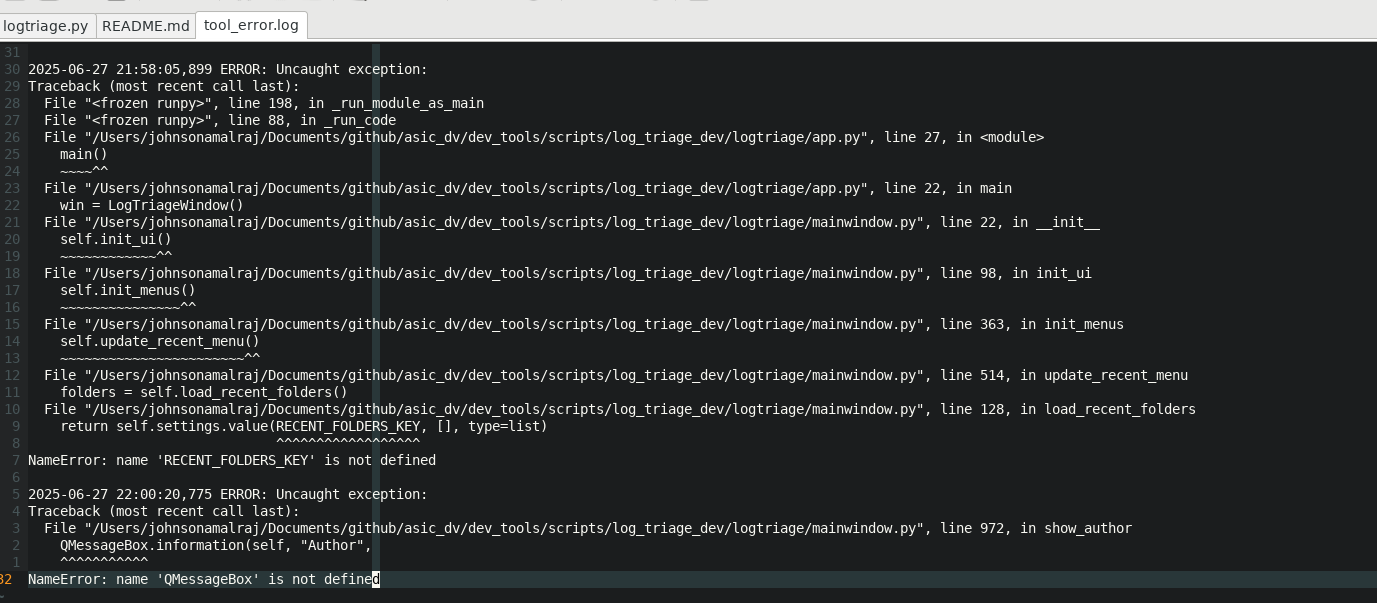 logtriage.py README.md tool_error.log
31
30 2025-06-27 21:58:05,899 ERROR: Uncaught exception:
29 Traceback (most recent call last):
28   File "<frozen runpy>", line 198, in _run_module_as_main
27   File "<frozen runpy>", line 88, in _run_code
26   File "/Users/johnsonamalraj/Documents/github/asic_dv/dev_tools/scripts/log_triage_dev/logtriage/app.py", line 27, in <module>
25     main()
24     ~~~~^^
23   File "/Users/johnsonamalraj/Documents/github/asic_dv/dev_tools/scripts/log_triage_dev/logtriage/app.py", line 22, in main
22     win = LogTriageWindow()
21   File "/Users/johnsonamalraj/Documents/github/asic_dv/dev_tools/scripts/log_triage_dev/logtriage/mainwindow.py", line 22, in __init__
20     self.init_ui()
19     ~~~~~~~~~~~~^^
18   File "/Users/johnsonamalraj/Documents/github/asic_dv/dev_tools/scripts/log_triage_dev/logtriage/mainwindow.py", line 98, in init_ui
17     self.init_menus()
16     ~~~~~~~~~~~~~~~^^
15   File "/Users/johnsonamalraj/Documents/github/asic_dv/dev_tools/scripts/log_triage_dev/logtriage/mainwindow.py", line 363, in init_menus
14     self.update_recent_menu()
13     ~~~~~~~~~~~~~~~~~~~~~~~^^
12   File "/Users/johnsonamalraj/Documents/github/asic_dv/dev_tools/scripts/log_triage_dev/logtriage/mainwindow.py", line 514, in update_recent_menu
11     folders = self.load_recent_folders()
10   File "/Users/johnsonamalraj/Documents/github/asic_dv/dev_tools/scripts/log_triage_dev/logtriage/mainwindow.py", line 128, in load_recent_folders
9     return self.settings.value(RECENT_FOLDERS_KEY, [], type=list)
8                                ^^^^^^^^^^^^^^^^^^
7 NameError: name 'RECENT_FOLDERS_KEY' is not defined
6
5 2025-06-27 22:00:20,775 ERROR: Uncaught exception:
4 Traceback (most recent call last):
3   File "/Users/johnsonamalraj/Documents/github/asic_dv/dev_tools/scripts/log_triage_dev/logtriage/mainwindow.py", line 972, in show_author
2     QMessageBox.information(self, "Author",
1     ^^^^^^^^^^^
32 NameError: name 'QMessageBox' is not defined